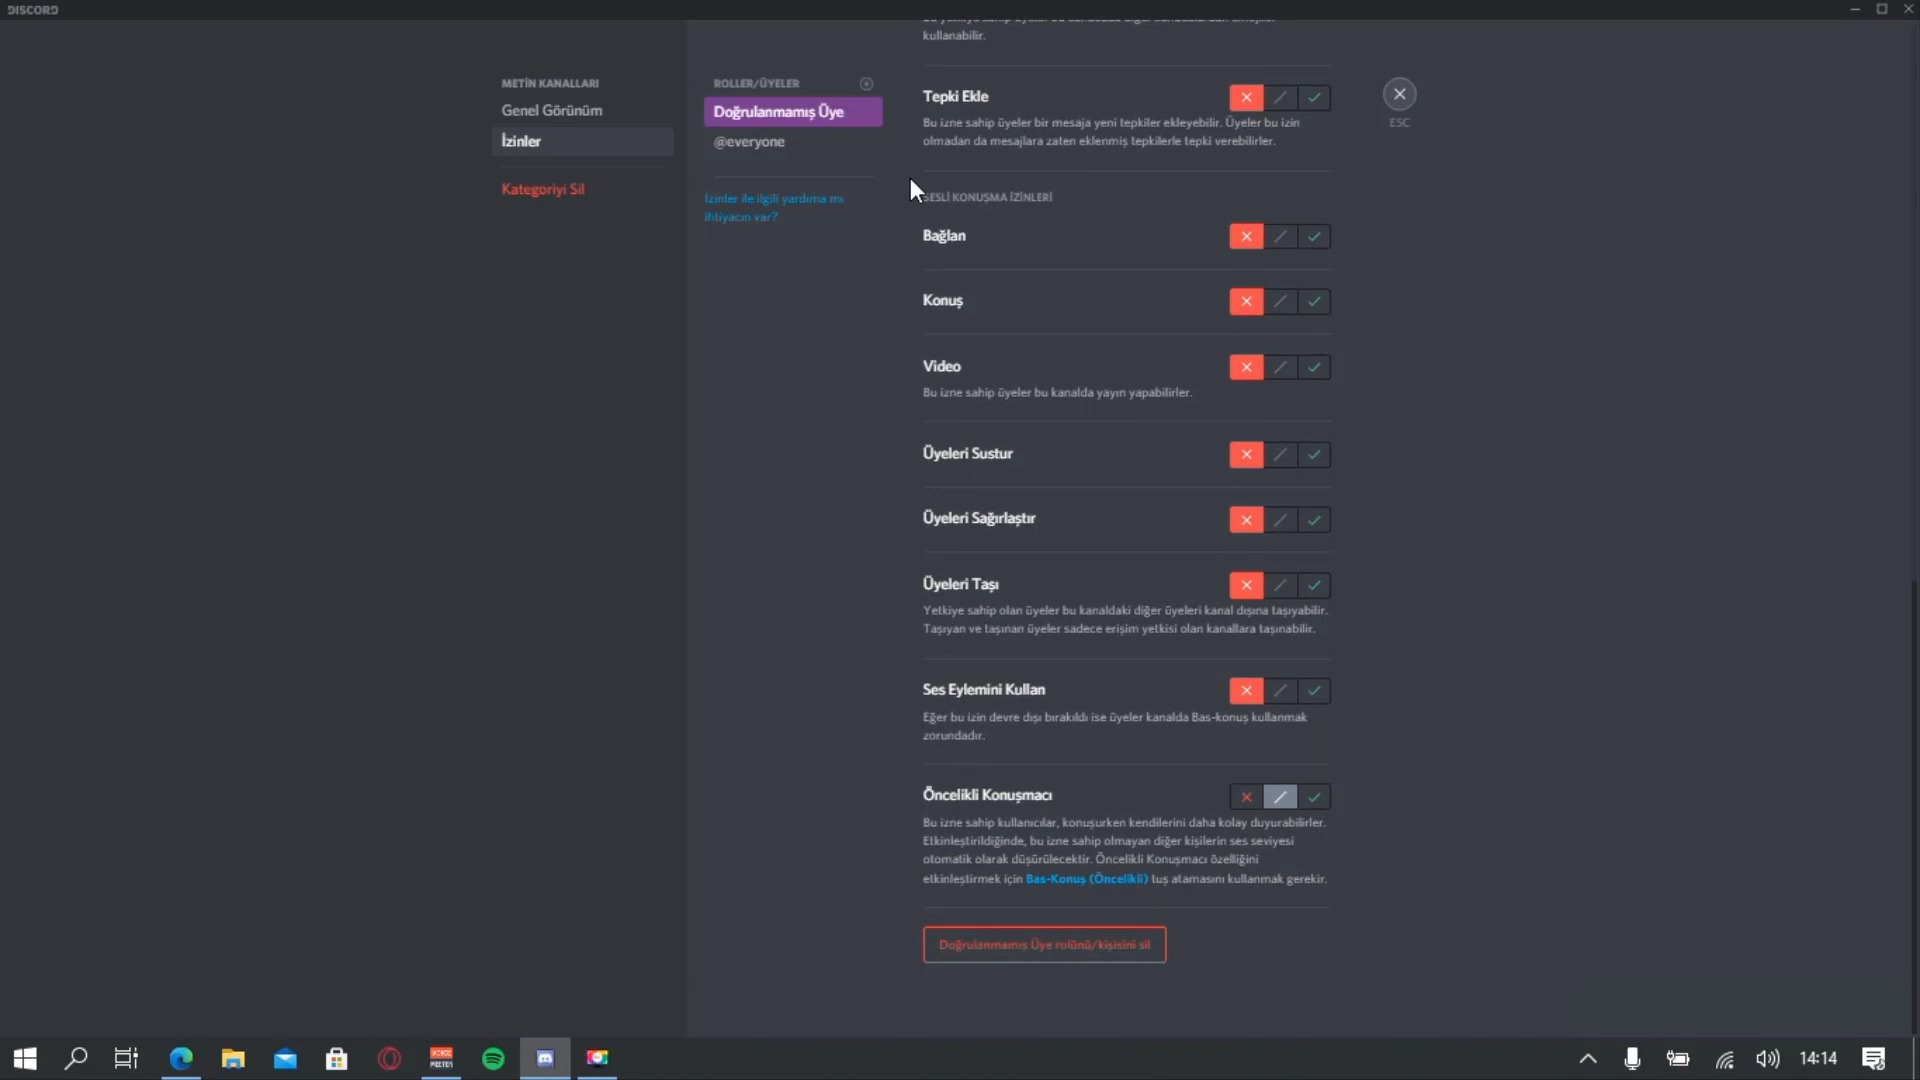 DISCORD
METİN KANALLARI
Genel Görünüm
İzinler
Kategoriyi Sil
ROLLER/ÜYELER
Doğrulanmamış Üye
@everyone
İzinler ile ilgili yardıma mı
ihtiyacın var?
kullanabilir.
Tepki Ekle
Bu izne sahip üyeler bir mesaja yeni tepkiler ekleyebilir. Üyeler bu izin
olmadan da mesajlara zaten eklenmiş tepkilerle tepki verebilirler.
SESLİ KONUŞMA İZİNLERİ
Bağlan
Konuş
Video
Bu izne sahip üyeler bu kanalda yayın yapabilirler.
Üyeleri Sustur
Üyeleri Sağırlaştır
Üyeleri Taşı
Yetkiye sahip olan üyeler bu kanaldaki diğer üyeleri kanal dışına taşıyabilir.
Taşıyan ve taşınan üyeler sadece erişim yetkisi olan kanallara taşınabilir.
Ses Eylemini Kullan
Eğer bu izin devre dışı bırakıldı ise üyeler kanalda Bas-konuş kullanmak
zorundadır.
Öncelikli Konuşmacı
Bu izne sahip kullanıcılar, konuşurken kendilerini daha kolay duyurabilirler.
Etkinleştirildiğinde, bu izne sahip olmayan diğer kişilerin ses seviyesi
otomatik olarak düşürülecektir. Öncelikli Konuşmacı özelliğini
etkinleştirmek için Bas-Konuş (Öncelikli) tuş atamasını kullanmak gerekir.
Doğrulanmamış Üye rolünü/kişisini sil
ESC
14:14